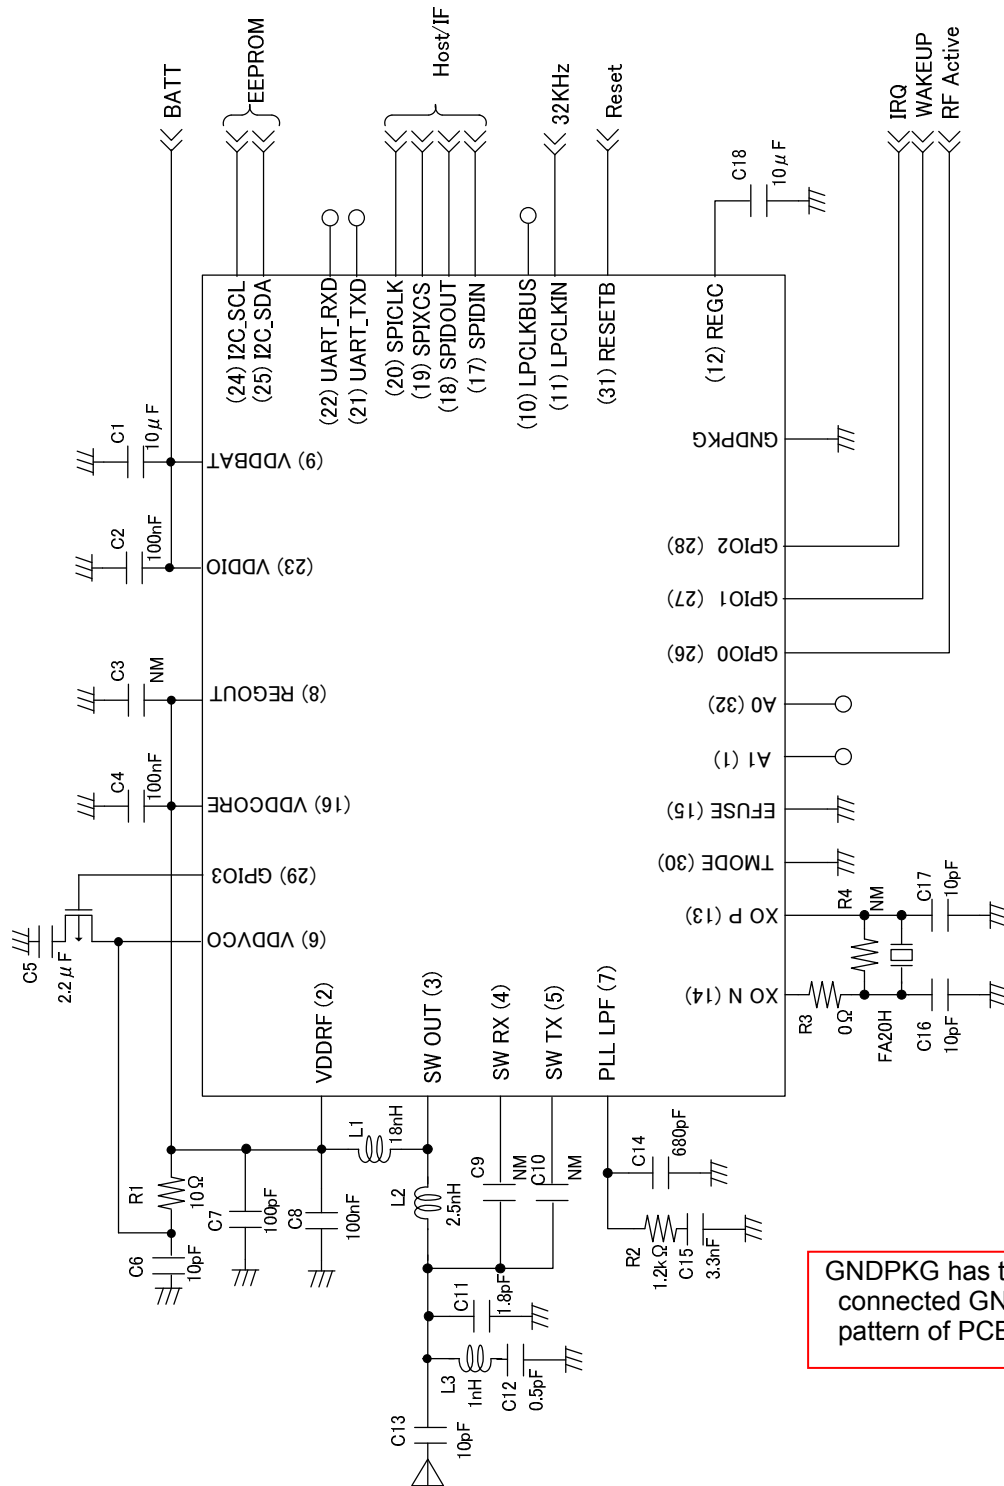 BATT
EEPROM
Host/IF
32KHz
Reset
IRQ
WAKEUP
RF Active
C18
10μF
(24) I2C_SCL
(25) I2C_SDA
(22) UART_RXD
(21) UART_TXD
(20) SPICLK
(19) SPIXCS
(18) SPIDOUT
(17) SPIDIN
(10) LPCLKBUS
(11) LPCLKIN
(31) RESETB
(12) REGC
C1
10μF
(9) VDDBAT
C2
100nF
(23) VDDIO
C3
NM
(8) REGOUT
C4
100nF
(16) VDDCORE
(29) GPIO3
C5
2.2μF
(6) VDDVCO
GNDPKG
GPIO2 (28)
GPIO1 (27)
GPIO0 (26)
A0 (32)
A1 (1)
EFUSE (15)
TMODE (30)
XO P (13)
XO N (14)
R4
NM
C17
10pF
R3
0Ω
FA20H
C16
10pF
VDDRF (2)
SW OUT (3)
SW RX (4)
SW TX (5)
PLL LPF (7)
R1
10Ω
C6
10pF
C7
100pF
C8
100nF
L1
18nH
L2
2.5nH
C9
NM
C10
NM
C14
680pF
R2
1.2kΩ
C15
3.3nF
C11
1.8pF
L3
1nH
C12
0.5pF
C13
10pF
GNDPKG has t
connected GN
pattern of PCE